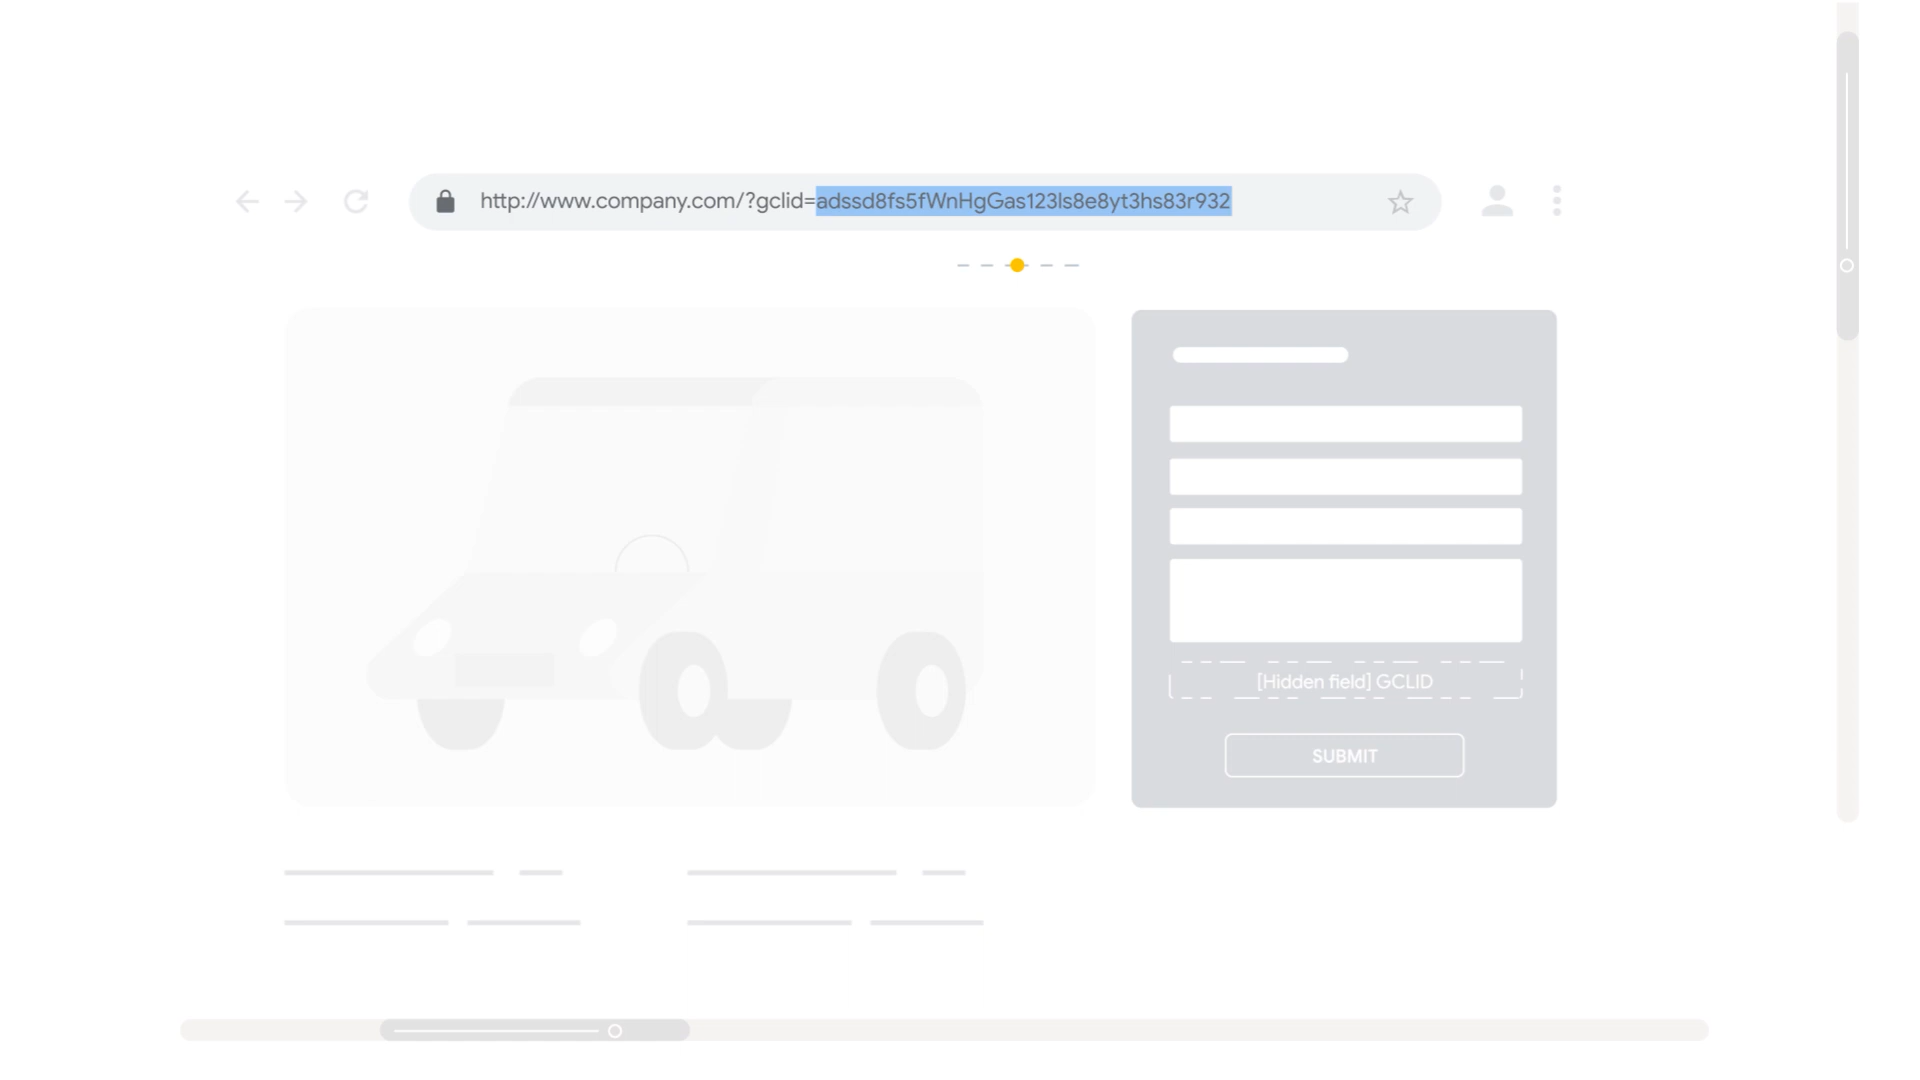 http://www.company.com/?gclid=adssd8fs5fWnHgGas123ls8e8yt3hs83r932
[Hidden field] GCLID
SUBMIT